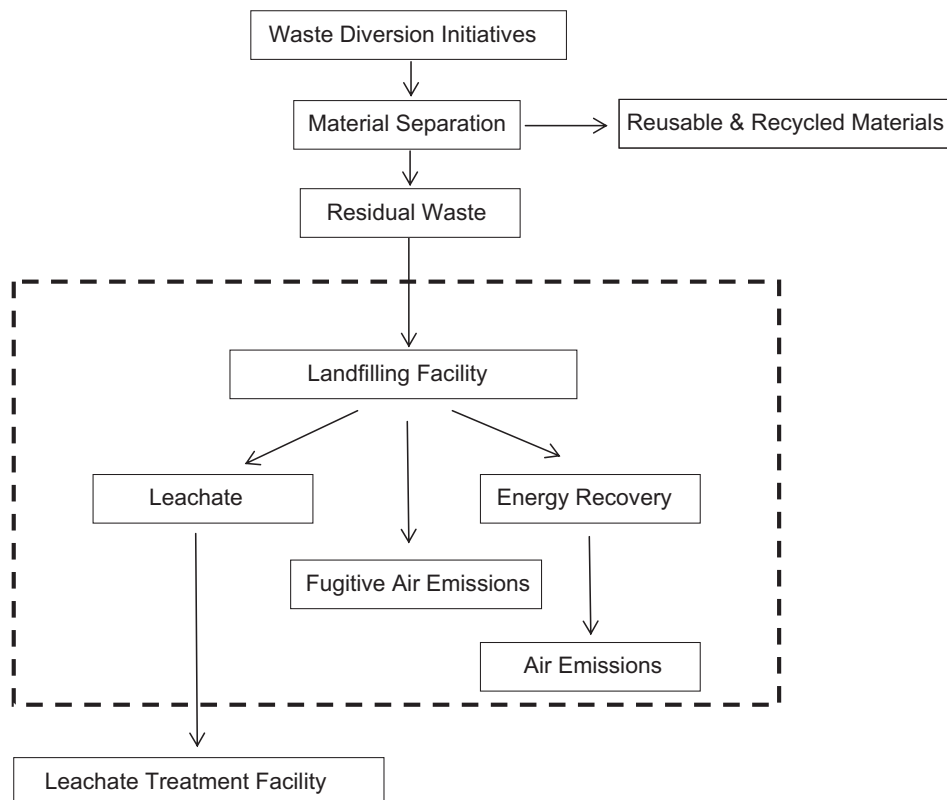 Waste Diversion Initiatives
Material Separation
Reusable & Recycled Materials
Residual Waste
Landfilling Facility
Leachate
Energy Recovery
Fugitive Air Emissions
Air Emissions
Leachate Treatment Facility